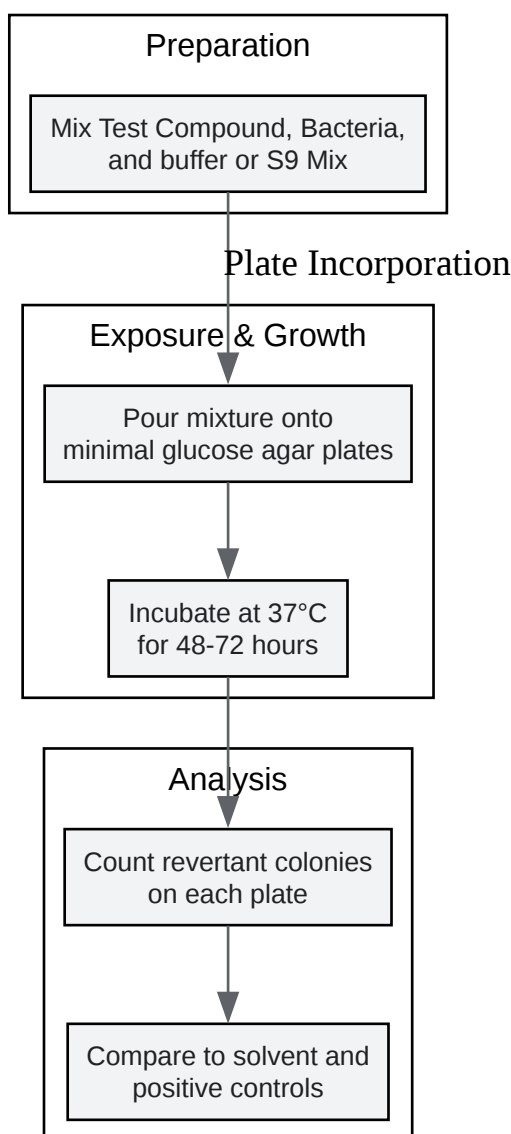 Preparation
Mix Test Compound, Bacteria,
and buffer or S9 Mix
Plate Incorporation
Exposure & Growth
Pour mixture onto
minimal glucose agar plates
Incubate at 37°C
for 48-72 hours
Analysis
Count revertant colonies
on each plate
Compare to solvent and
positive controls